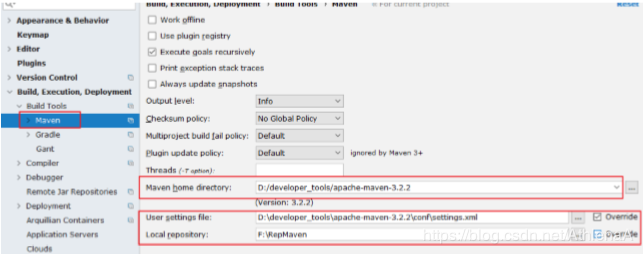 Build, Execution, Deployment › Build Tools › Maven For current project Reset
Appearance & Behavior
Keymap
Editor
Plugins
Version Control
Build, Execution, Deployment
Build Tools
Maven
Gradle
Gant
Compiler
Debugger
Remote Jar Repositories
Deployment
Arquillian Containers
Application Servers
Clouds
Work offline
Use plugin registry
Execute goals recursively
Print exception stack traces
Always update snapshots
Output level: Info
Checksum policy: No Global Policy
Multiproject build fail policy: Default
Plugin update policy: Default ignored by Maven 3+
Threads (-T option):
Maven home directory: D:/developer_tools/apache-maven-3.2.2 ...
(Version: 3.2.2)
User settings file: D:\developer_tools\apache-maven-3.2.2\conf\settings.xml ... Override
Local repository: F:\RepMaven Override